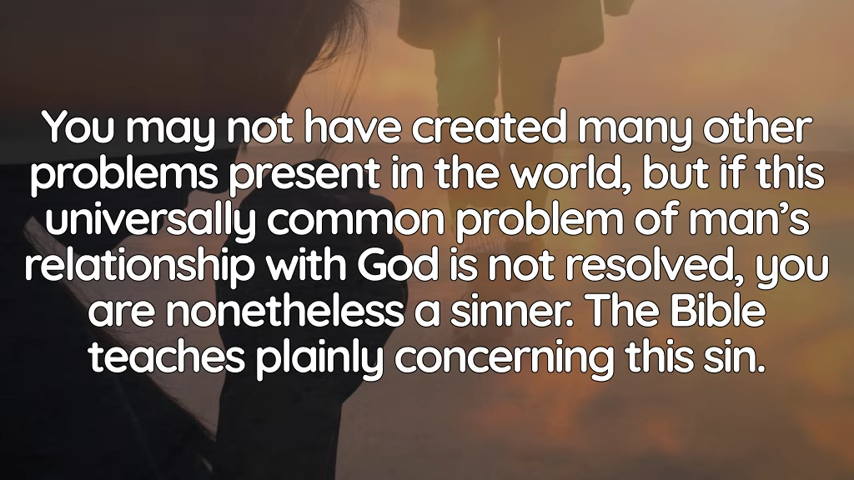 You may not have created many other
problems present in the world, but if this
universally common problem of man’s
relationship with God is not resolved, you
are nonetheless a sinner. The Bible
teaches plainly concerning this sin.